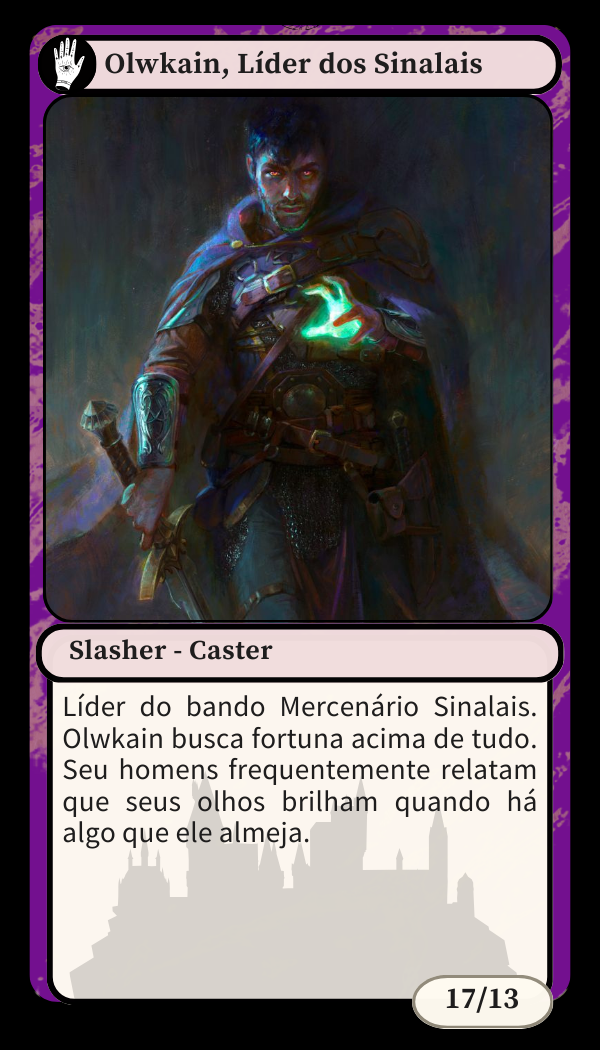 Olwkain, Líder dos Sinalais
Slasher - Caster
Líder do bando Mercenário Sinalais.
Olwkain busca fortuna acima de tudo.
Seu homens frequentemente relatam
que seus olhos brilham quando há
algo que ele almeja.
17/13